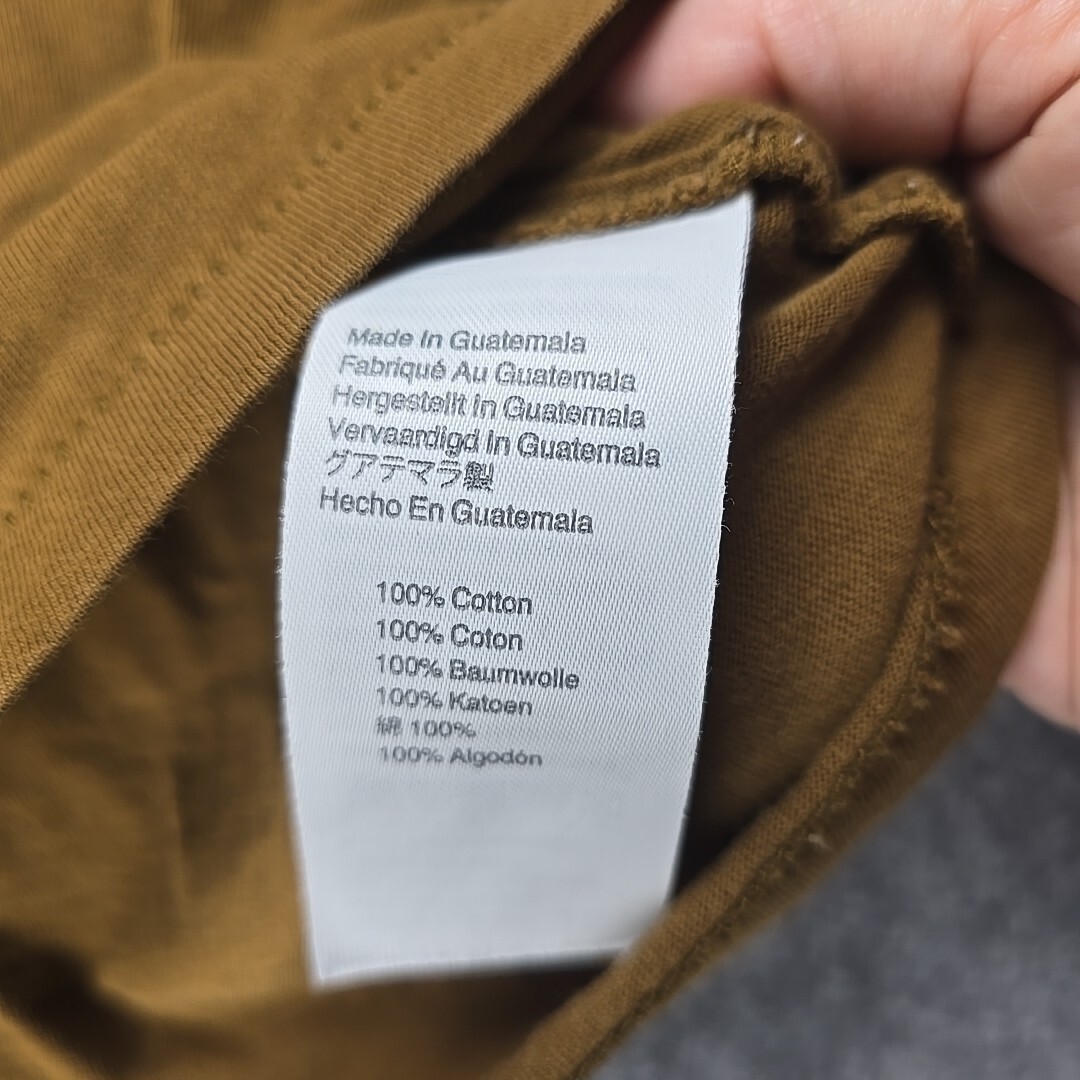 Made In Guatemala
Fabriqué Au Guatemala
Hergestellt In Guatemala
Vervaardigd In Guatemala
グアテマラ製
Hecho En Guatemala
100% Cotton
100% Coton
100% Baumwolle
100% Katoen
綿 100%
100% Algodón